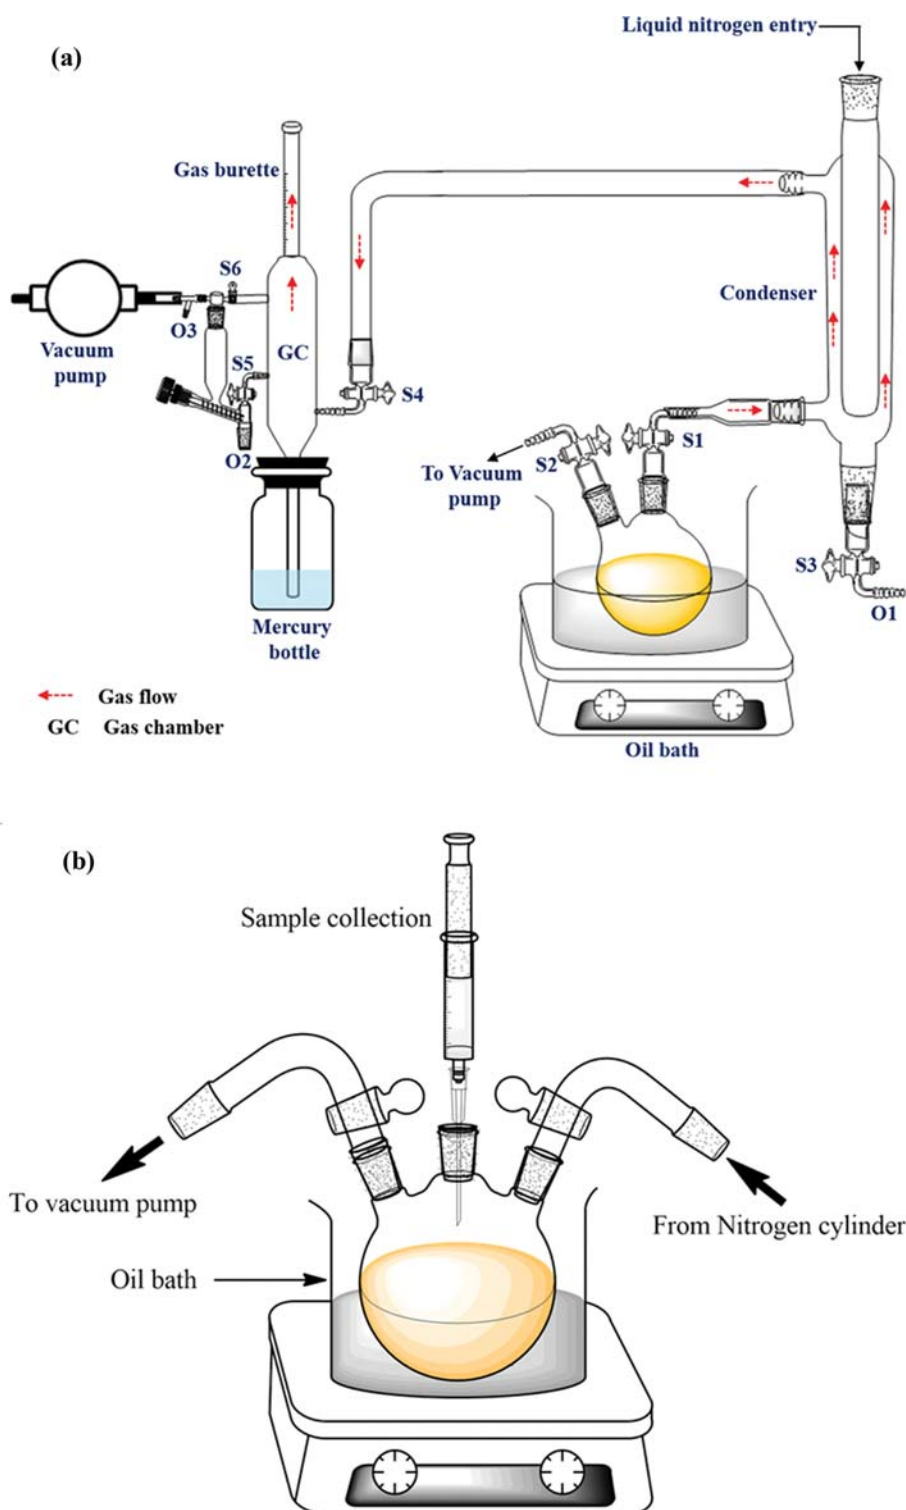 (a)
Liquid nitrogen entry
Gas burette
S6
Condenser
O3
Vacuum
pump
S5
GC
S4
O2
S1
S2
To Vacuum
pump
S3
O1
Mercury
bottle
Gas flow
GC Gas chamber
Oil bath
(b)
Sample collection
To vacuum pump
From Nitrogen cylinder
Oil bath